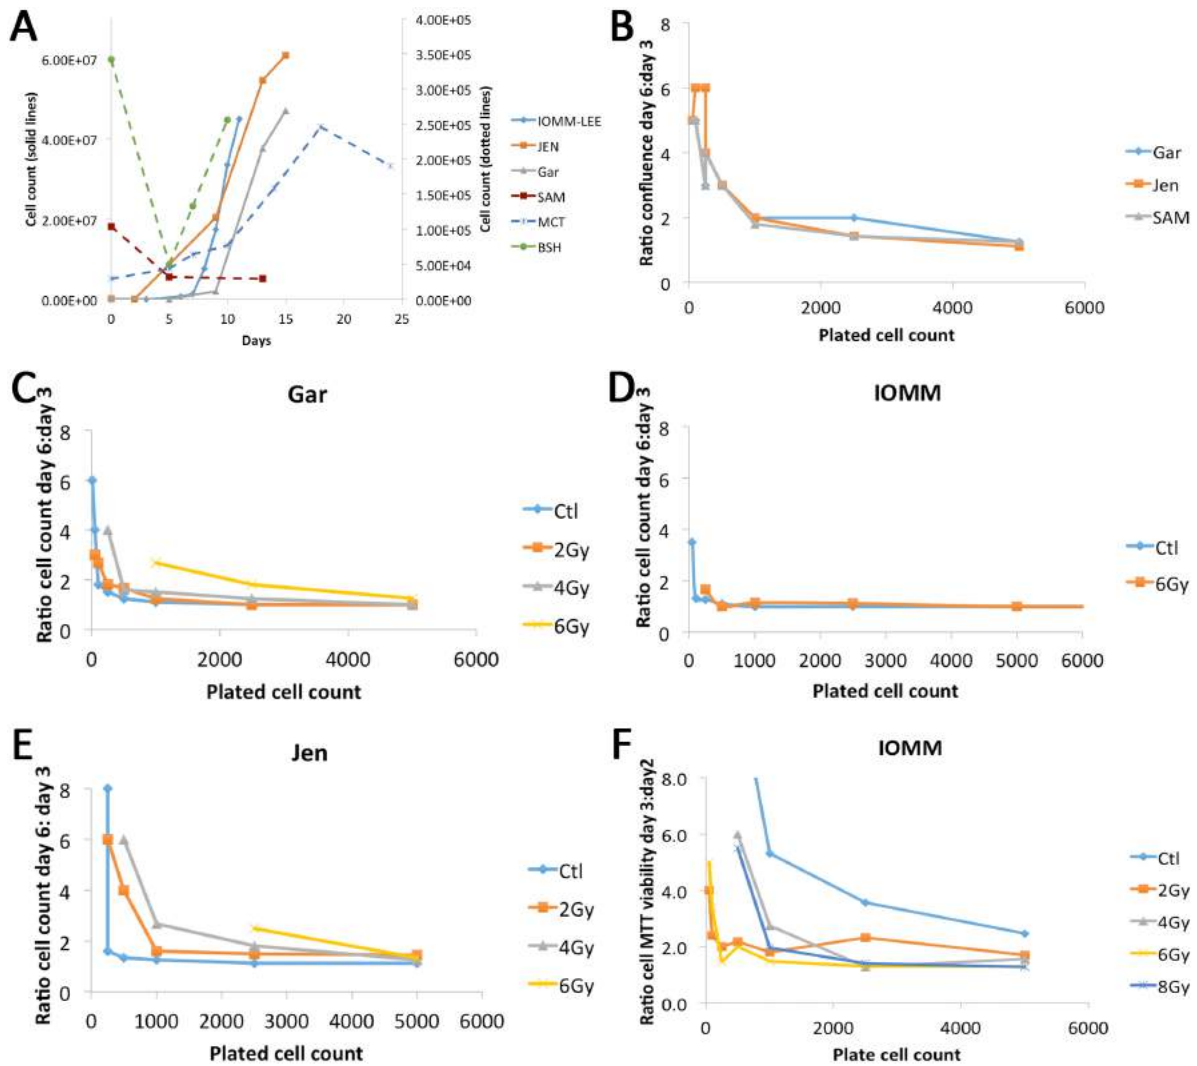 A
Cell count (solid lines)
6.00E+07
4.00E+07
2.00E+07
0.00E+00
4.00E+05
3.50E+05
3.00E+05
2.50E+05
2.00E+05
1.50E+05
1.00E+05
5.00E+04
0.00E+00
Cell count (dotted lines)
0 5 10 15 20 25
Days
IOMM-LEE
JEN
Gar
SAM
MCT
BSH
B
Ratio confluence day 6:day 3
8
6
4
2
0
0 2000 4000 6000
Plated cell count
Gar
Jen
SAM
C
Gar
Ratio cell count day 6:day 3
8
6
4
2
0
0 2000 4000 6000
Plated cell count
Ctl
2Gy
4Gy
6Gy
D
IOMM
Ratio cell count day 6:day 3
8
6
4
2
0
0 1000 2000 3000 4000 5000 6000
Plated cell count
Ctl
6Gy
E
Jen
Ratio cell count day 6: day 3
8
6
4
2
0
0 1000 2000 3000 4000 5000 6000
Plated cell count
Ctl
2Gy
4Gy
6Gy
F
IOMM
Ratio cell MTT viability day 3:day2
8.0
6.0
4.0
2.0
0.0
0 2000 4000 6000
Plate cell count
Ctl
2Gy
4Gy
6Gy
8Gy